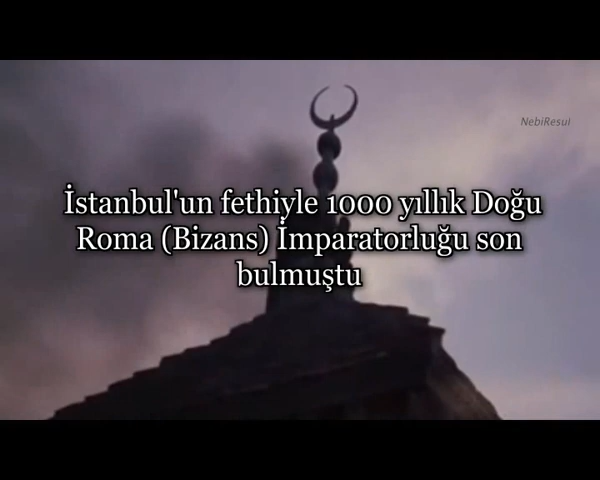 NebiResul
İstanbul'un fethiyle 1000 yıllık Doğu
Roma (Bizans) İmparatorluğu son
bulmuştu